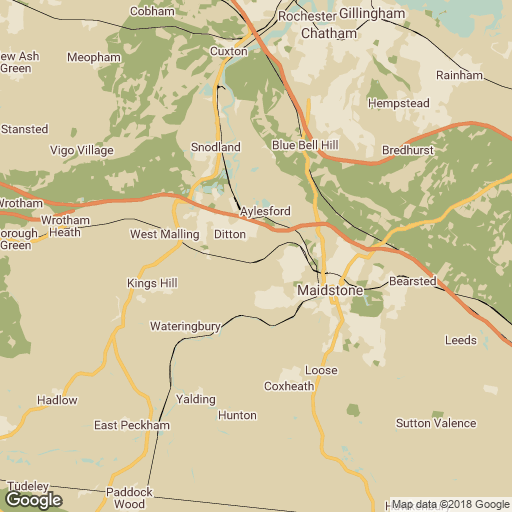 Cobham
Rochester
Gillingham
Chatham
Cuxton
ew Ash
Green
Meopham
Rainham
Hempstead
Stansted
Snodland
Blue Bell Hill
Vigo Village
Bredhurst
Wrotham
Aylesford
Wrotham
Heath
orough
Green
West Malling
Ditton
Kings Hill
Maidstone
Bearsted
Wateringbury
Leeds
Loose
Coxheath
Hadlow
Yalding
Hunton
East Peckham
Sutton Valence
Tudeley
Paddock
Wood
Google
Map data ©2018 Google